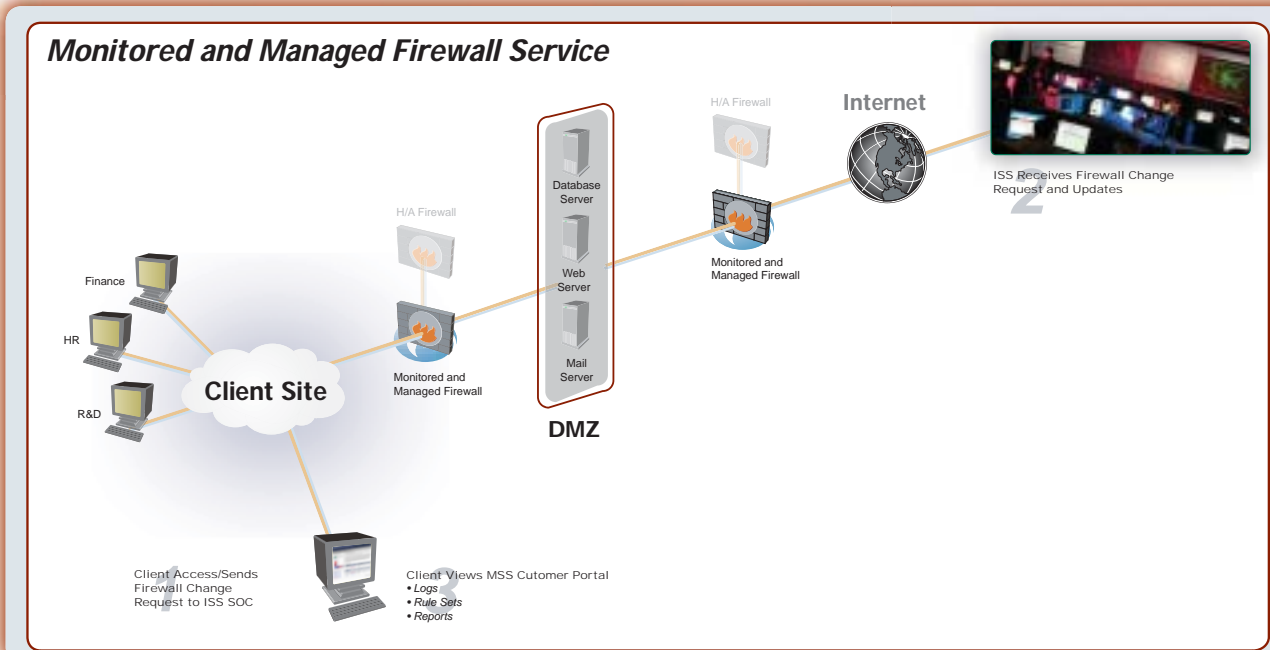 Monitored and Managed Firewall Service
H/A Firewall
Internet
ISS Receives Firewall Change
Request and Updates
2
Database
Server
Web
Server
Mail
Server
DMZ
Monitored and
Managed Firewall
H/A Firewall
Monitored and
Managed Firewall
Finance
HR
R&D
Client Site
1
Client Access/Sends
Firewall Change
Request to ISS SOC
3
Client Views MSS Cutomer Portal
• Logs
• Rule Sets
• Reports